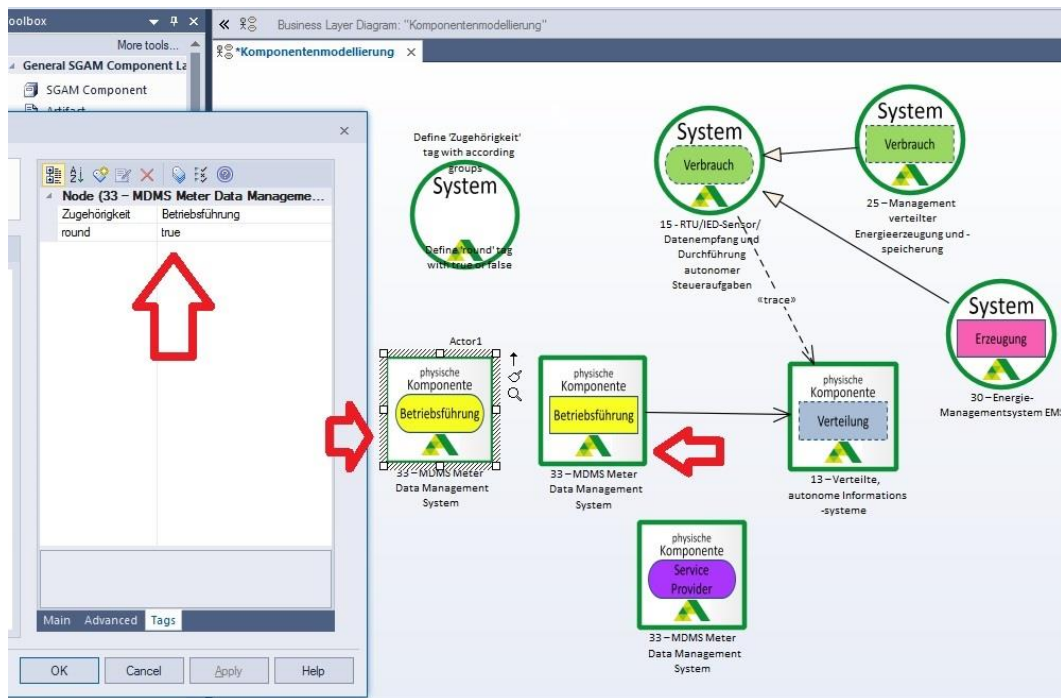 oolbox
More tools...
General SGAM Component La
SGAM Component
Artifact
Business Layer Diagram: "Komponentenmodellierung"
*Komponentenmodellierung
Node (33 – MDMS Meter Data Manageme...
Zugehörigkeit Betriebsführung
round true
Main Advanced Tags
OK Cancel Apply Help
Define 'Zugehörigkeit'
tag with according
groups
System
Define 'round' tag
with true or false
System
Verbrauch
15 - RTU/IED-Sensor/
Datenempfang und
Durchführung
autonomer
Steueraufgaben
System
Verbrauch
25 – Management
verteilter
Energieerzeugung und -
speicherung
«trace»
System
Erzeugung
30 – Energie-
Managementsystem EMS
Actor1
physische
Komponente
Betriebsführung
33 – MDMS Meter
Data Management
System
physische
Komponente
Betriebsführung
33 – MDMS Meter
Data Management
System
physische
Komponente
Verteilung
13 – Verteilte,
autonome Informations
-systeme
physische
Komponente
Service
Provider
33 – MDMS Meter
Data Management
System